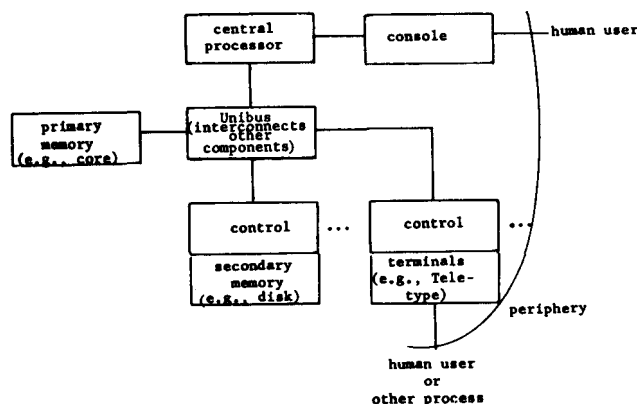 central
processor
console
human user
Unibus
(interconnects
other
components)
primary
memory
(e.g., core)
control
...
control
...
secondary
memory
(e.g., disk)
terminals
(e.g., Tele-
type)
periphery
human user
or
other process